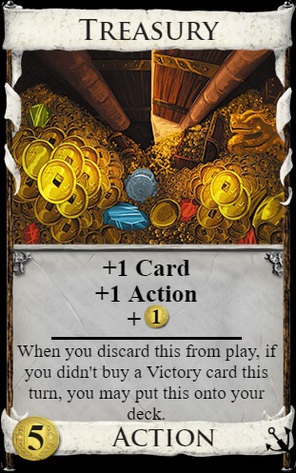 TREASURY
+1 Card
+1 Action
+ 1
When you discard this from play, if
you didn't buy a Victory card this
turn, you may put this onto your
deck.
5 ACTION